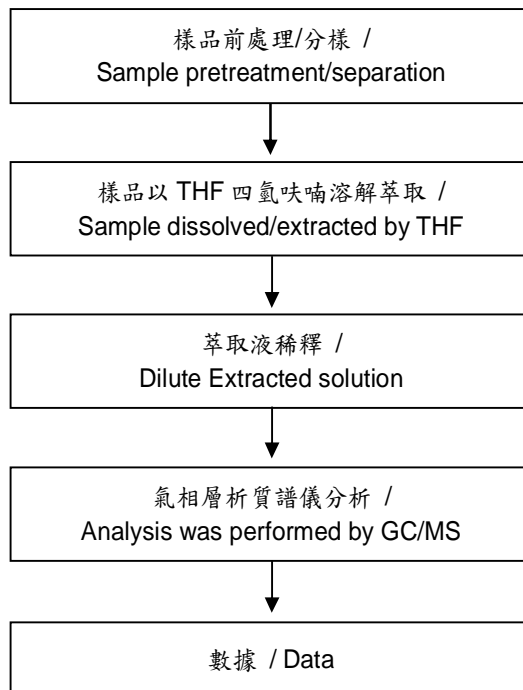 樣品前處理/分樣 /
Sample pretreatment/separation
樣品以 THF 四氫呋喃溶解萃取 /
Sample dissolved/extracted by THF
萃取液稀釋 /
Dilute Extracted solution
氣相層析質譜儀分析 /
Analysis was performed by GC/MS
數據 / Data